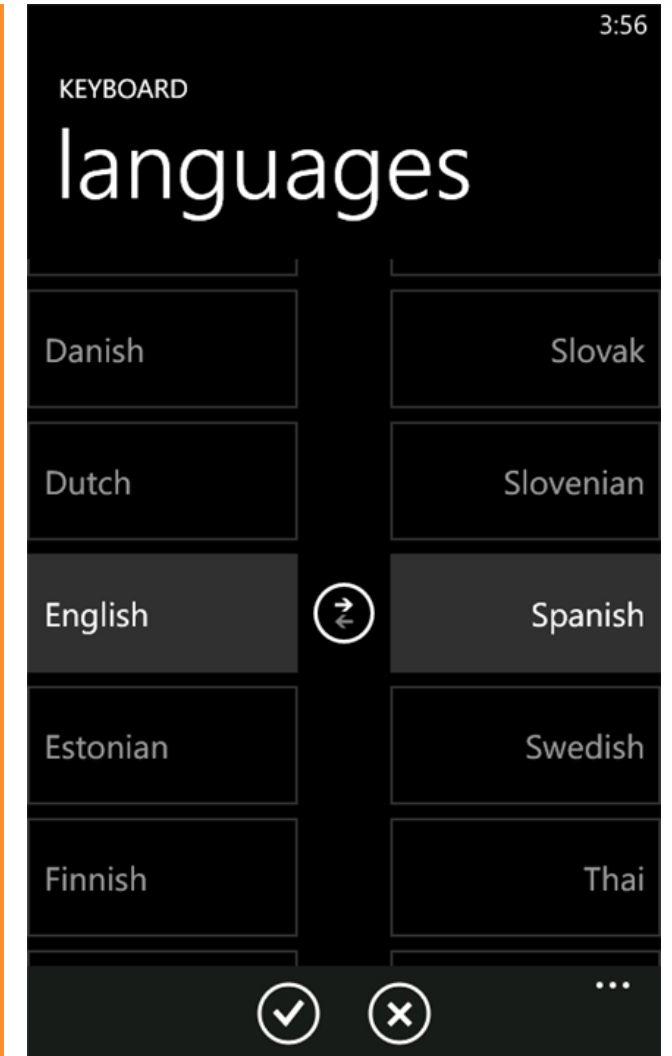 3:56
KEYBOARD
languages
Danish Slovak
Dutch Slovenian
English Spanish
Estonian Swedish
Finnish Thai